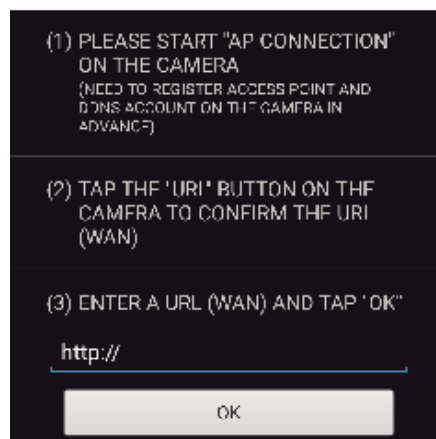 (1) PLEASE START "AP CONNECTION"
ON THE CAMERA
(NEED TO REGISTER ACCESS POINT AND
DDNS ACCOUNT ON THE CAMERA IN
ADVANCE)
(2) TAP THE "URL" BUTTON ON THE
CAMERA TO CONFIRM THE URL
(WAN)
(3) ENTER A URL (WAN) AND TAP "OK"
http://
OK